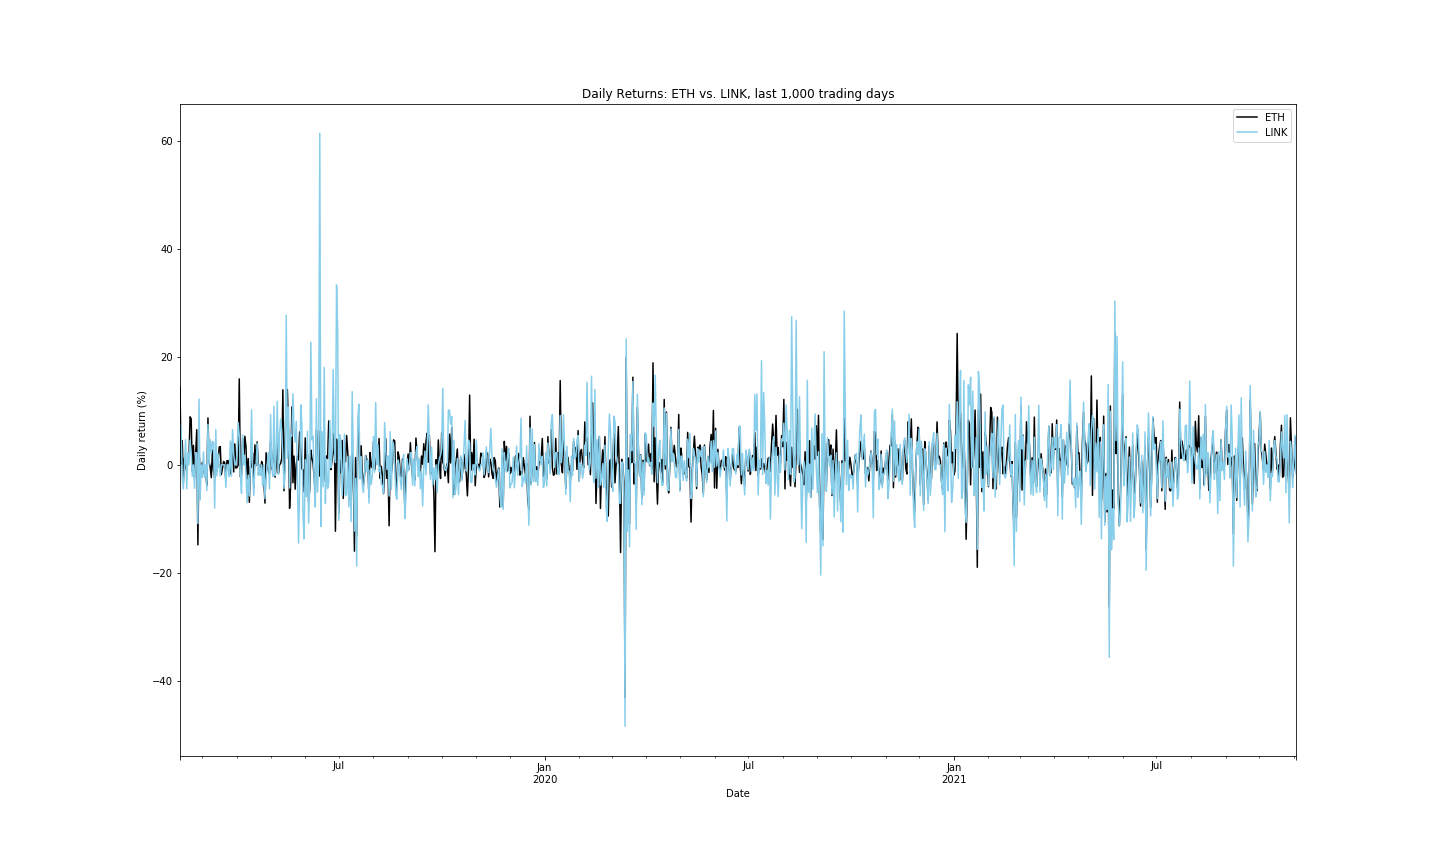 Daily Returns: ETH vs. LINK, last 1,000 trading days
ETH
LINK
60
40
20
0
−20
−40
Daily return (%)
Jul
Jan
2020
Jul
Jan
2021
Jul
Date